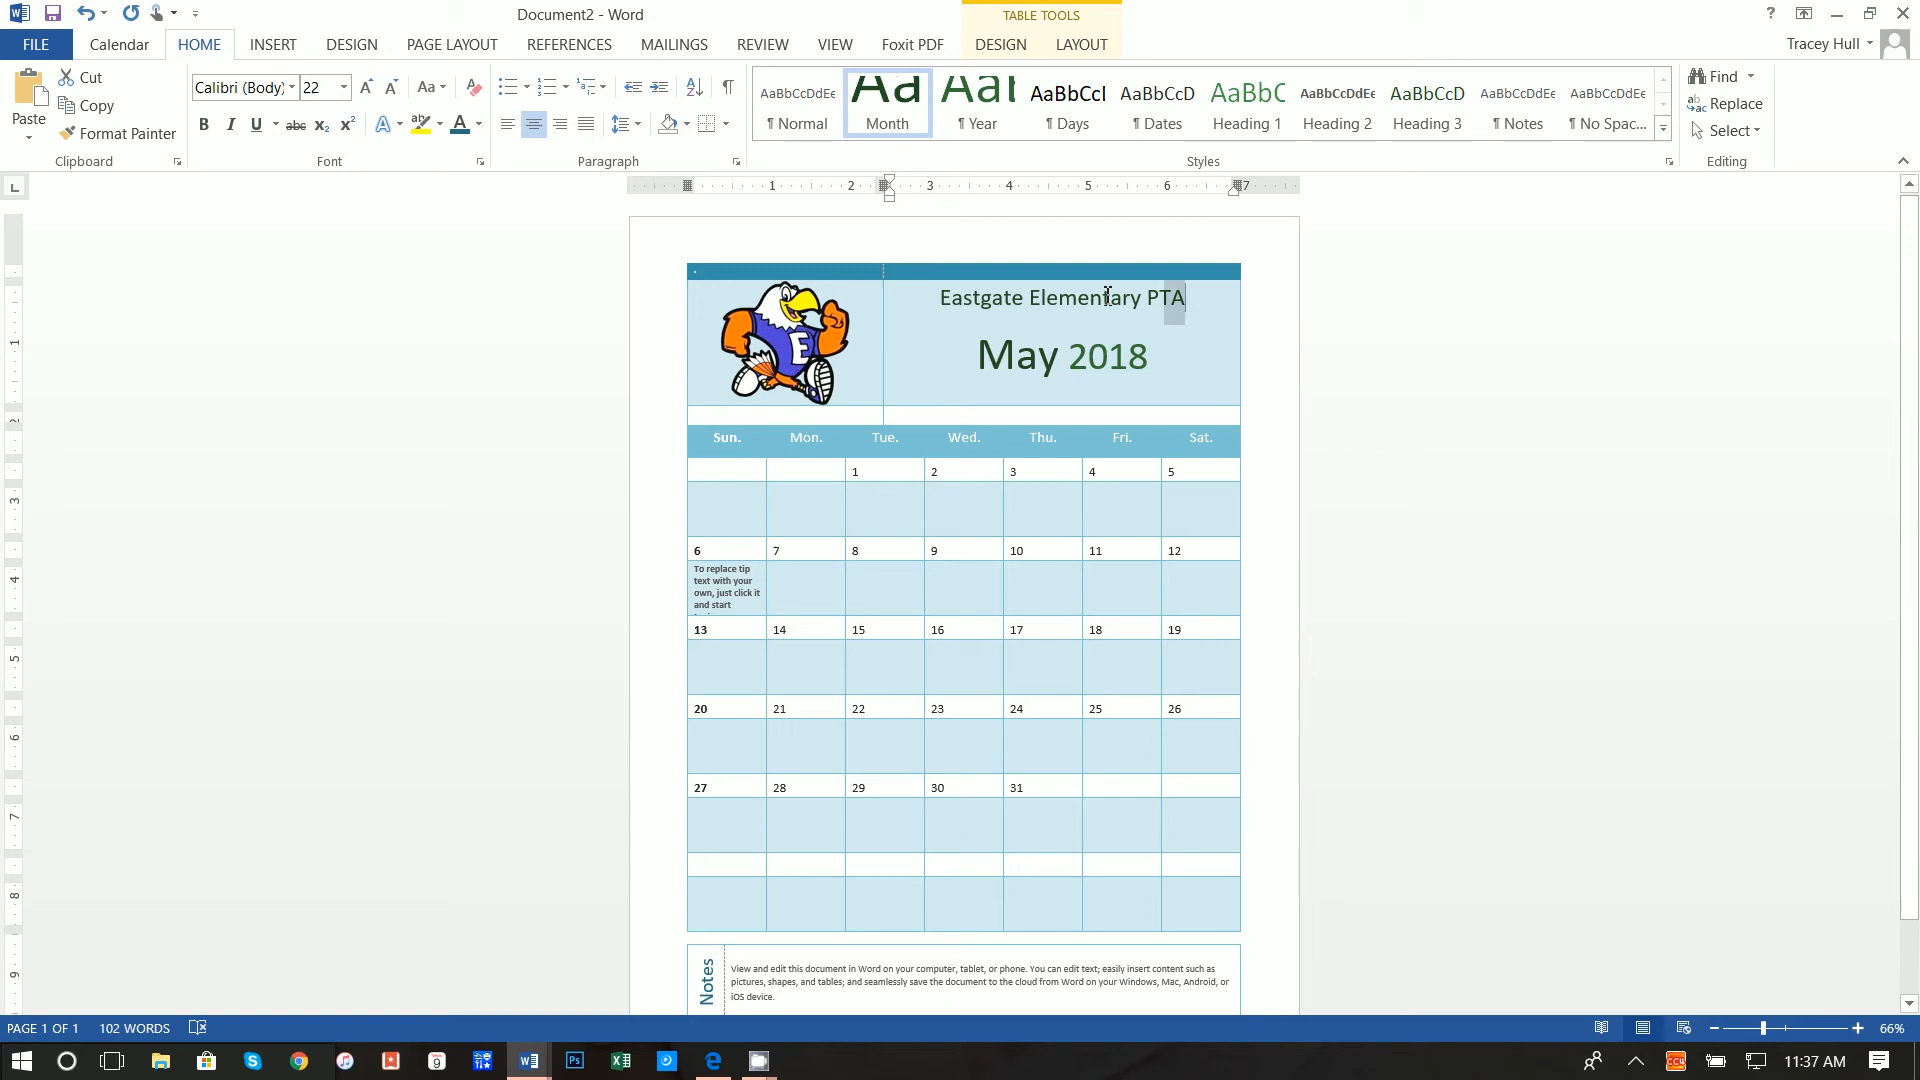 Document2 - Word
TABLE TOOLS
?
FILE
Calendar
HOME
INSERT
DESIGN
PAGE LAYOUT
REFERENCES
MAILINGS
REVIEW
VIEW
Foxit PDF
DESIGN
LAYOUT
Tracey Hull
Paste
Cut
Copy
Format Painter
Clipboard
Calibri (Body) 22
Font
Paragraph
AaBbCcDdEe
¶ Normal
Month
¶ Year
AaBbCcI
¶ Days
AaBbCcD
¶ Dates
AaBbC
Heading 1
AaBbCcDdEe
Heading 2
AaBbCcD
Heading 3
AaBbCcDdEe
¶ Notes
AaBbCcDdEe
¶ No Spac...
Styles
Find
Replace
Select
Editing
1 2 3 4 5 6 7
E
Eastgate Elementary PTA
May 2018
Sun. Mon. Tue. Wed. Thu. Fri. Sat.
1 2 3 4 5
6 7 8 9 10 11 12
To replace tip
text with your
own, just click it
and start
13 14 15 16 17 18 19
20 21 22 23 24 25 26
27 28 29 30 31
Notes
View and edit this document in Word on your computer, tablet, or phone. You can edit text; easily insert content such as
pictures, shapes, and tables; and seamlessly save the document to the cloud from Word on your Windows, Mac, Android, or
iOS device.
PAGE 1 OF 1
102 WORDS
66%
11:37 AM